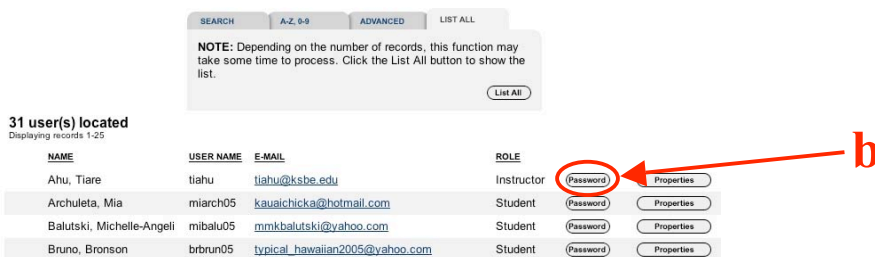 SEARCH A-Z, 0-9 ADVANCED LIST ALL
NOTE: Depending on the number of records, this function may
take some time to process. Click the List All button to show the
list.
List All
31 user(s) located
Displaying records 1-25
NAME USER NAME E-MAIL ROLE
Ahu, Tiare tiahu tiahu@ksbe.edu Instructor Password Properties b
Archuleta, Mia miarch05 kauaichicka@hotmail.com Student Password Properties
Balutski, Michelle-Angeli mibalu05 mmkbalutski@yahoo.com Student Password Properties
Bruno, Bronson brbrun05 typical_hawaiian2005@yahoo.com Student Password Properties